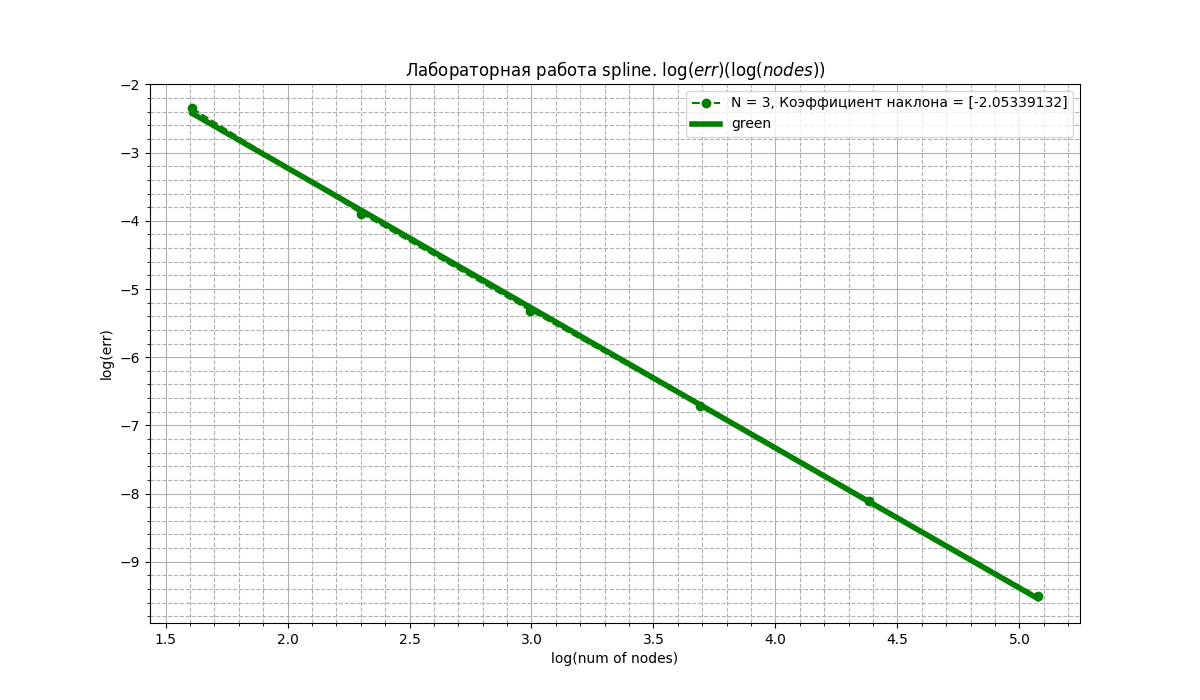 Лабораторная работа spline. log(err)(log(nodes))
N = 3, Коэффициент наклона = [-2.05339132]
green
−2
−3
−4
−5
−6
−7
−8
−9
log(err)
1.5 2.0 2.5 3.0 3.5 4.0 4.5 5.0
log(num of nodes)